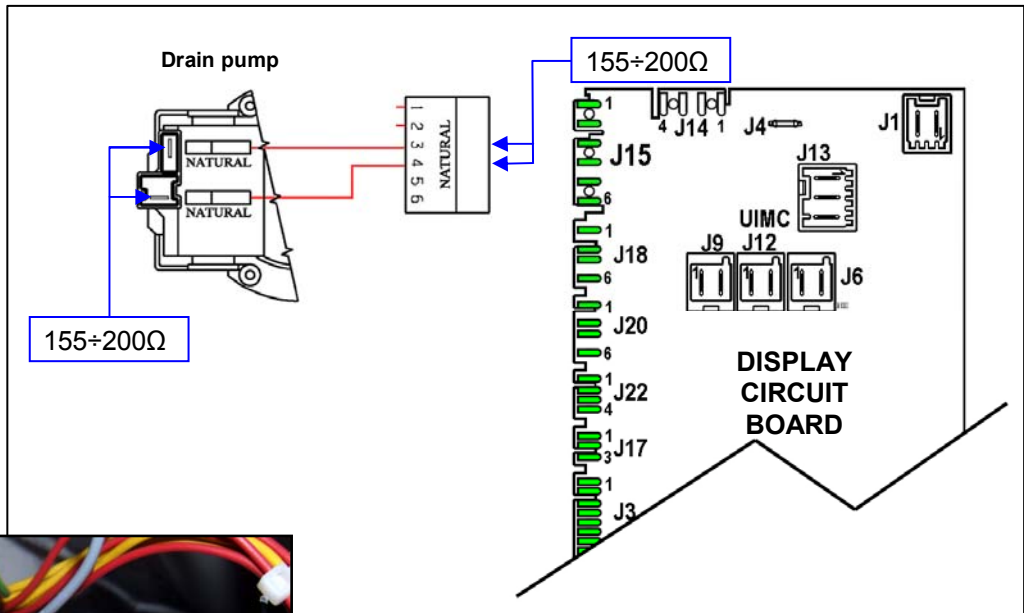 Drain pump
155÷200Ω
NATURAL
NATURAL
155÷200Ω
1
2
3
4
5
6
NATURAL
1
J15
6
4 J14 1
J4
J1
J13
UIMC
J9 J12
1 1 1
J6
1
J18
6
1
J20
6
1
J22
4
1
J17
3
1
J3
DISPLAY
CIRCUIT
BOARD